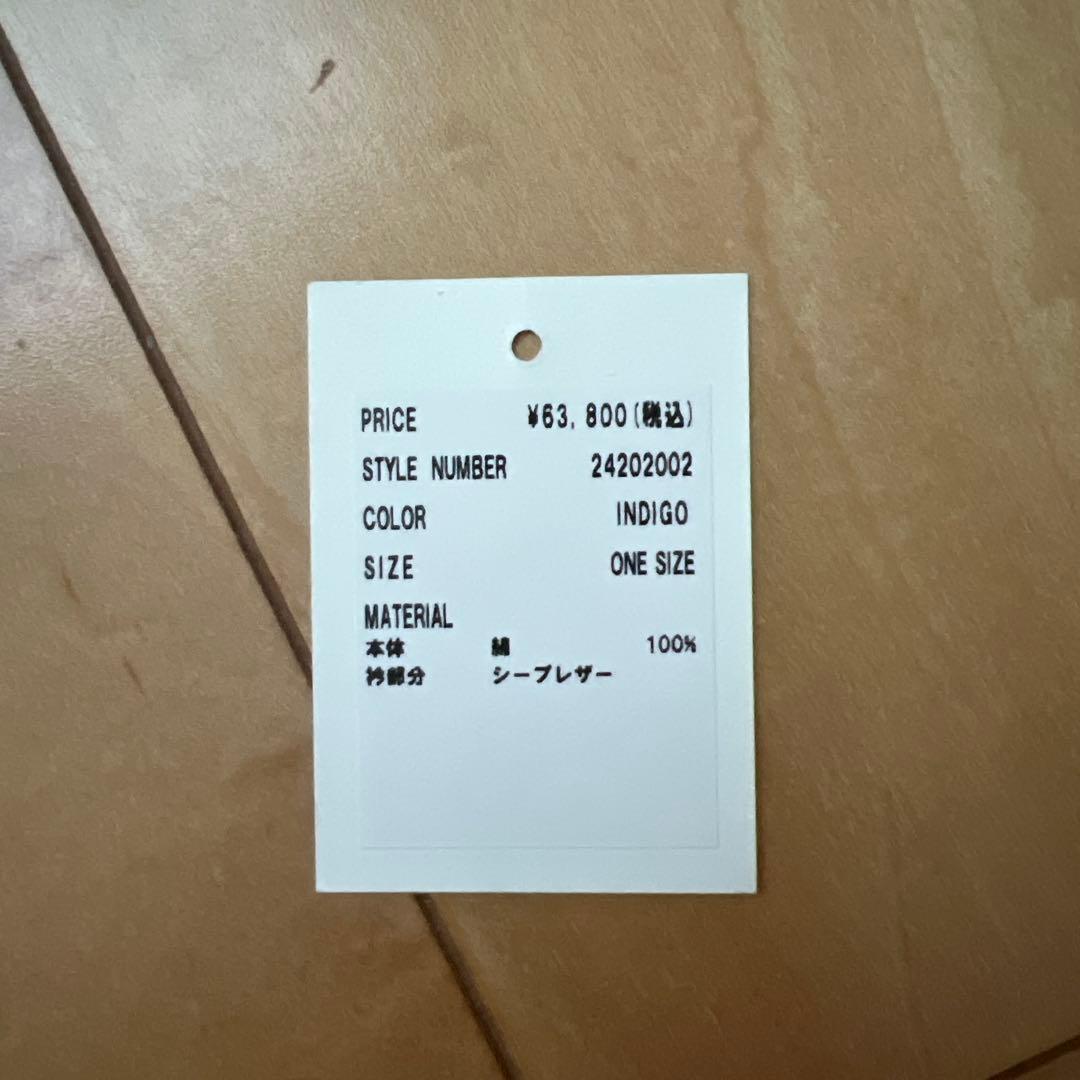 PRICE ¥63,800(税込)
STYLE NUMBER 24202002
COLOR INDIGO
SIZE ONE SIZE
MATERIAL
本体 綿 100%
衿部分 シープレザー